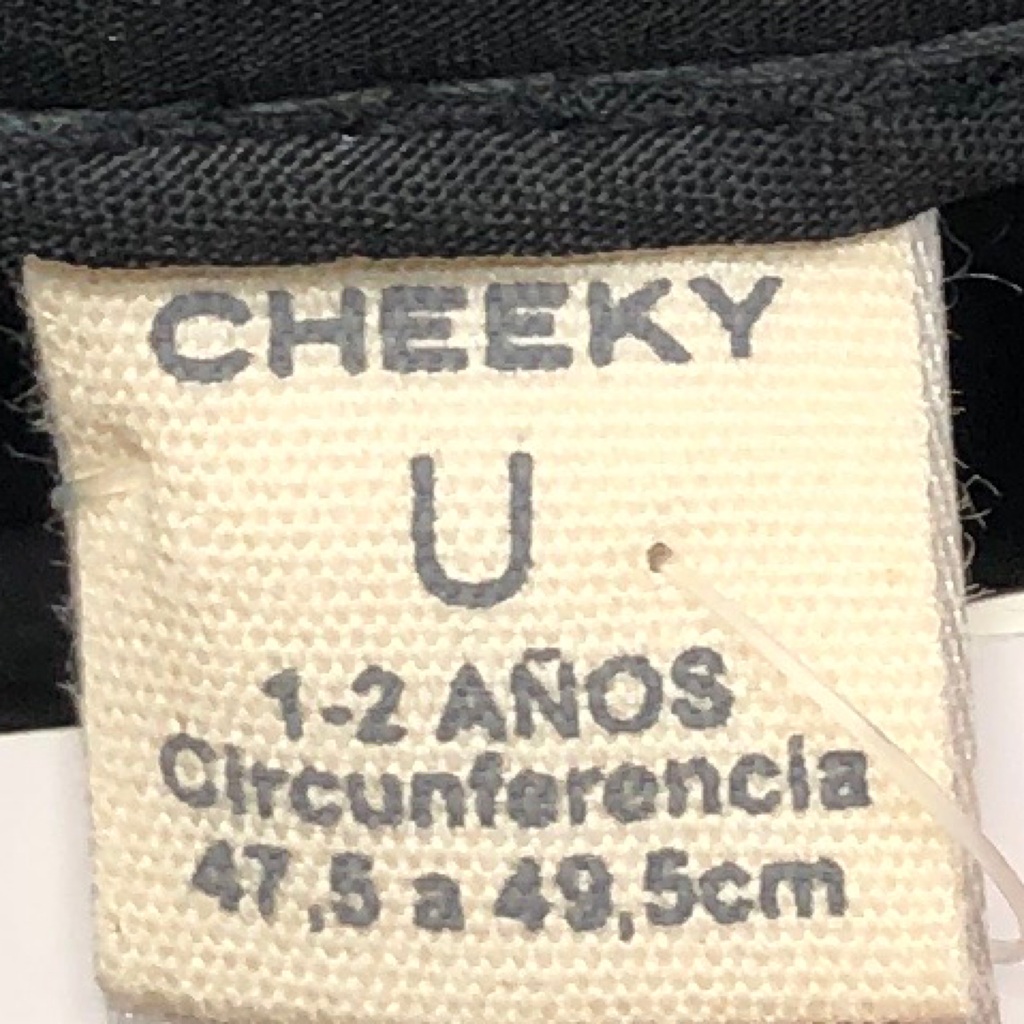 CHEEKY
U
1-2 AÑOS
Circunferencia
47,5 a 49,5cm